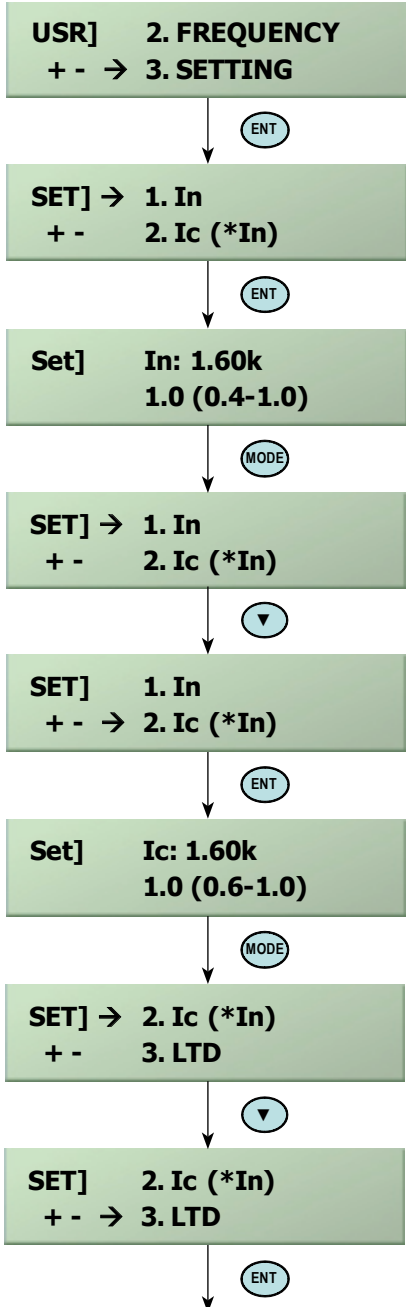 USR] 2. FREQUENCY
+ - → 3. SETTING
ENT
SET] → 1. In
+ - 2. Ic (*In)
ENT
Set] In: 1.60k
1.0 (0.4-1.0)
MODE
SET] → 1. In
+ - 2. Ic (*In)
▼
SET] 1. In
+ - → 2. Ic (*In)
ENT
Set] Ic: 1.60k
1.0 (0.6-1.0)
MODE
SET] → 2. Ic (*In)
+ - 3. LTD
▼
SET] 2. Ic (*In)
+ - → 3. LTD
ENT